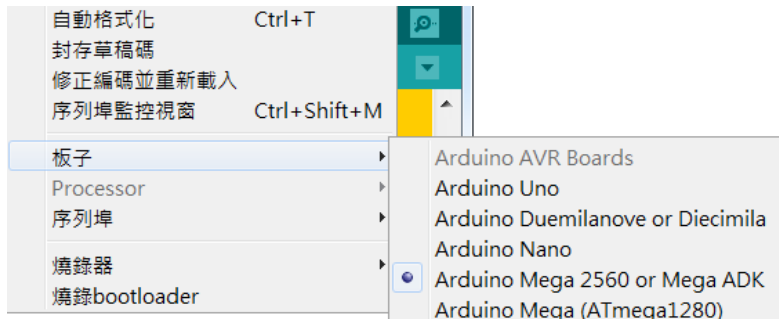 自動格式化 Ctrl+T
封存草稿碼
修正編碼並重新載入
序列埠監控視窗 Ctrl+Shift+M
板子
Processor
序列埠
燒錄器
燒錄bootloader
Arduino AVR Boards
Arduino Uno
Arduino Duemilanove or Diecimila
Arduino Nano
Arduino Mega 2560 or Mega ADK
Arduino Mega (ATmega1280)